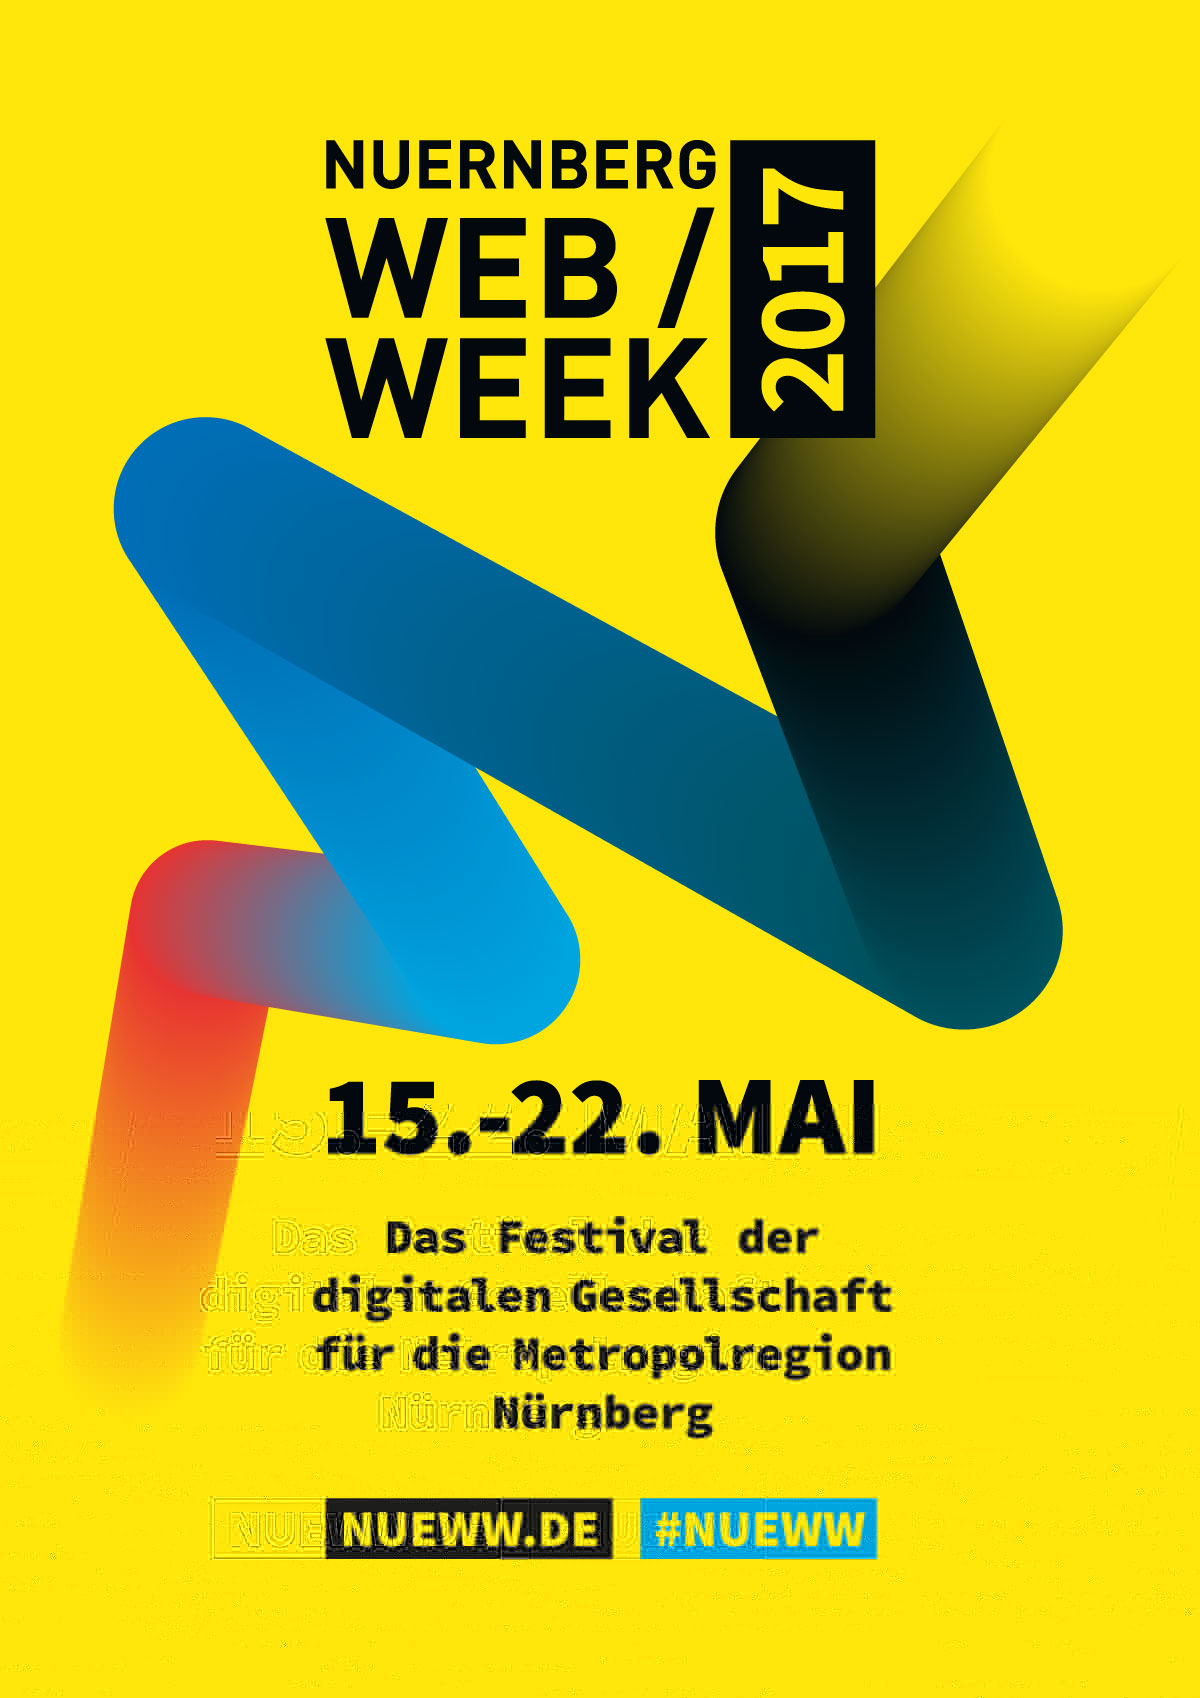 NUERNBERG
WEB /
WEEK
2017
15.-22. MAI
Das Festival der
digitalen Gesellschaft
für die Metropolregion
Nürnberg
NUEWW.DE #NUEWW